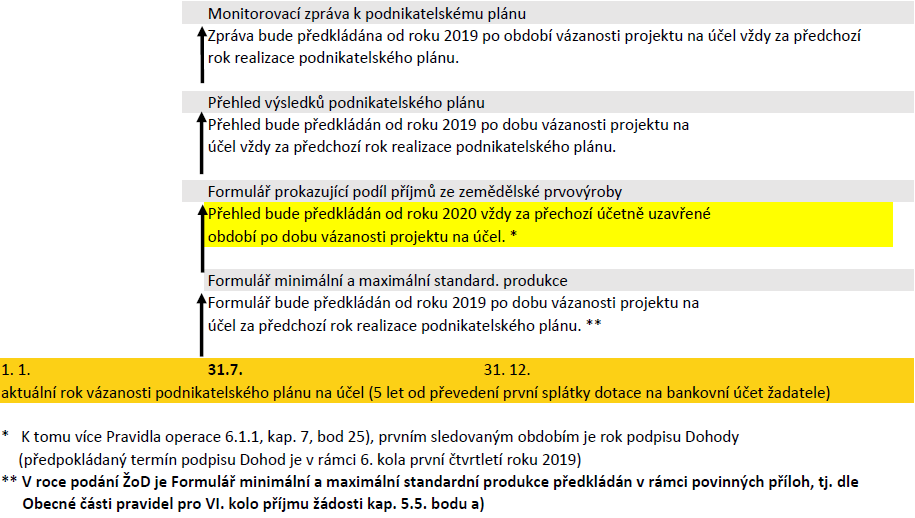 Monitorovací zpráva k podnikatelskému plánu
Zpráva bude předkládána od roku 2019 po období vázanosti projektu na účel vždy za předchozí
rok realizace podnikatelského plánu.
Přehled výsledků podnikatelského plánu
Přehled bude předkládán od roku 2019 po dobu vázanosti projektu na
účel vždy za předchozí rok realizace podnikatelského plánu.
Formulář prokazující podíl příjmů ze zemědělské prvovýroby
Přehled bude předkládán od roku 2020 vždy za přechozí účetně uzavřené
období po dobu vázanosti projektu na účel. *
Formulář minimální a maximální standard. produkce
Formulář bude předkládán od roku 2019 po dobu vázanosti projektu na
účel za předchozí rok realizace podnikatelského plánu. **
1. 1. 31.7. 31. 12.
aktuální rok vázanosti podnikatelského plánu na účel (5 let od převedení první splátky dotace na bankovní účet žadatele)
* K tomu více Pravidla operace 6.1.1, kap. 7, bod 25), prvním sledovaným obdobím je rok podpisu Dohody
(předpokládaný termín podpisu Dohod je v rámci 6. kola první čtvrtletí roku 2019)
** V roce podání ŽoD je Formulář minimální a maximální standardní produkce předkládán v rámci povinných příloh, tj. dle
Obecné části pravidel pro VI. kolo příjmu žádosti kap. 5.5. bodu a)